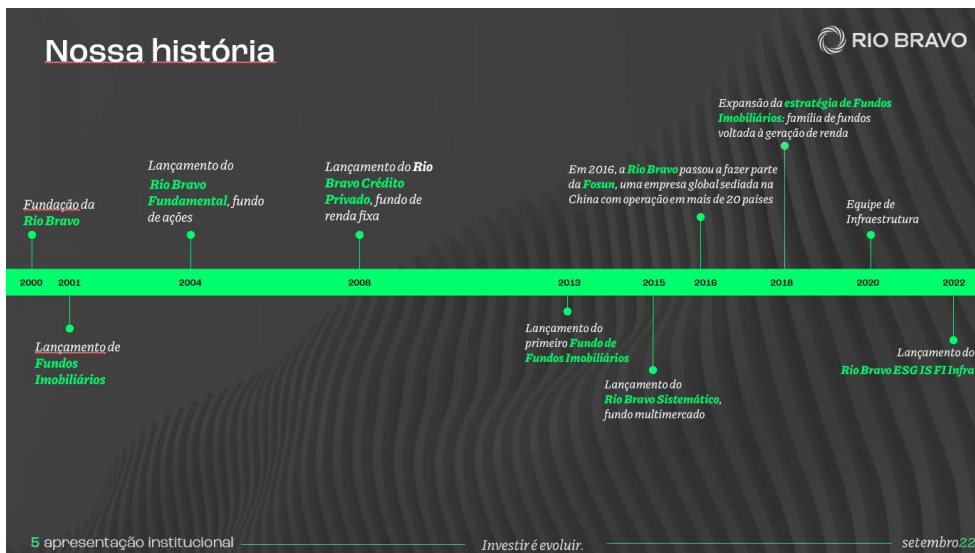 Nossa história
RIO BRAVO
Fundação da
Rio Bravo
Lançamento do
Rio Bravo
Fundamental, fundo
de ações
Lançamento do Rio
Bravo Crédito
Privado, fundo de
renda fixa
Em 2016, a Rio Bravo passou a fazer parte
da Fosun, uma empresa global sediada na
China com operação em mais de 20 países
Expansão da estratégia de Fundos
Imobiliários: família de fundos
voltada à geração de renda
Equipe de
Infraestrutura
2000 2001 2004 2008 2013 2015 2016 2018 2020 2022
Lançamento de
Fundos
Imobiliários
Lançamento do
primeiro Fundo de
Fundos Imobiliários
Lançamento do
Rio Bravo Sistemático,
fundo multimercado
Lançamento do
Rio Bravo ESG IS FI Infra
5 apresentação institucional
Investir é evoluir.
setembro22